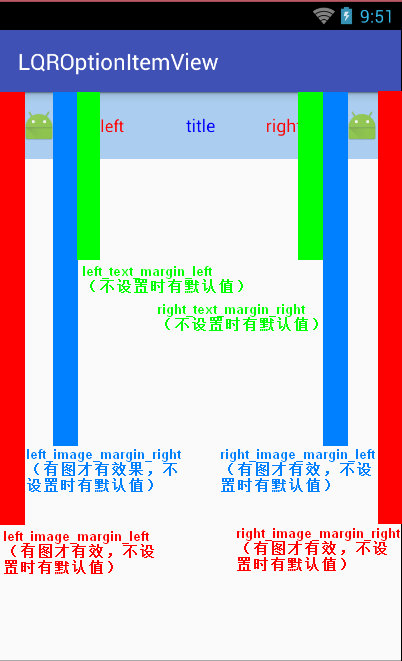 9:51
LQROptionItemView
left title right
left_text_margin_left
（不设置时有默认值）
right_text_margin_right
（不设置时有默认值）
left_image_margin_right
（有图才有效果，不
设置时有默认值）
right_image_margin_left
（有图才有效，不
设置时有默认值）
left_image_margin_left
（有图才有效，不设
置时有默认值）
right_image_margin_right
（有图才有效，不设
置时有默认值）